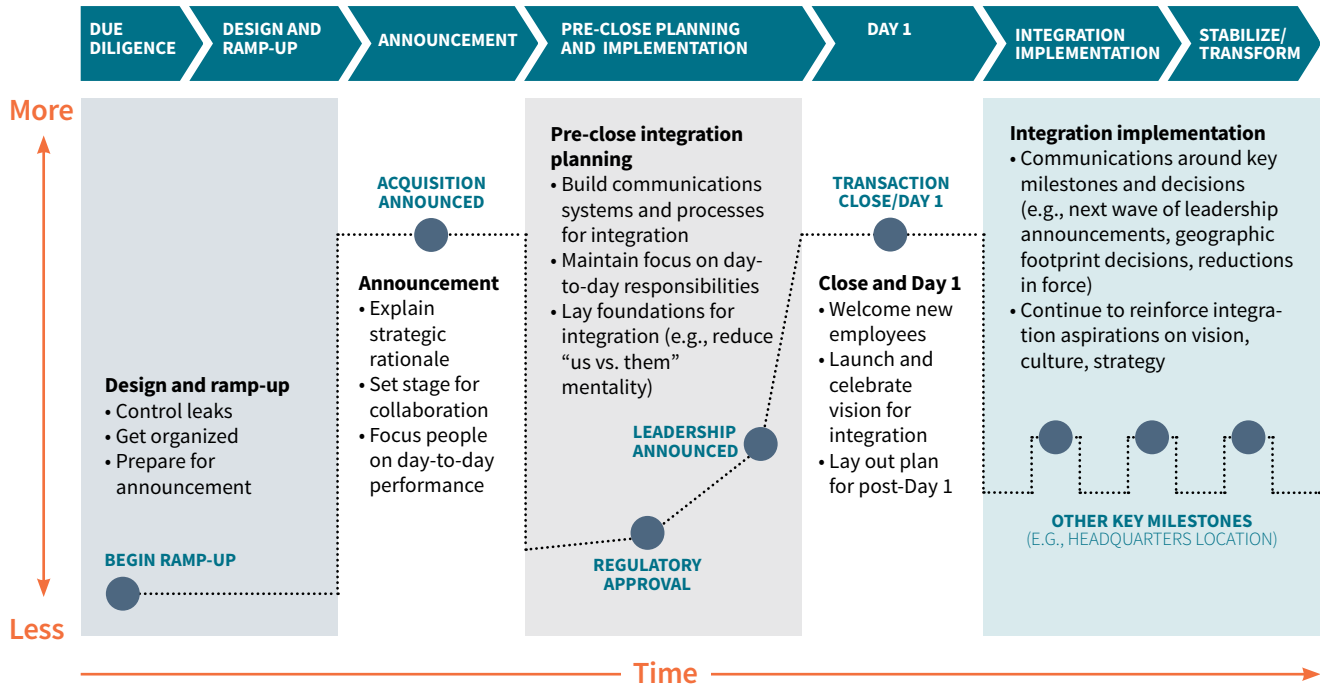 DUE
DILIGENCE
DESIGN AND
RAMP-UP
ANNOUNCEMENT
PRE-CLOSE PLANNING
AND IMPLEMENTATION
DAY 1
INTEGRATION
IMPLEMENTATION
STABILIZE/
TRANSFORM
More
Less
Design and ramp-up
• Control leaks
• Get organized
• Prepare for
announcement
BEGIN RAMP-UP
ACQUISITION
ANNOUNCED
Announcement
• Explain
strategic
rationale
• Set stage for
collaboration
• Focus people
on day-to-day
performance
Pre-close integration
planning
• Build communications
systems and processes
for integration
• Maintain focus on day-
to-day responsibilities
• Lay foundations for
integration (e.g., reduce
“us vs. them”
mentality)
LEADERSHIP
ANNOUNCED
REGULATORY
APPROVAL
TRANSACTION
CLOSE/DAY 1
Close and Day 1
• Welcome new
employees
• Launch and
celebrate
vision for
integration
• Lay out plan
for post-Day 1
Integration implementation
• Communications around key
milestones and decisions
(e.g., next wave of leadership
announcements, geographic
footprint decisions, reductions
in force)
• Continue to reinforce integra-
tion aspirations on vision,
culture, strategy
OTHER KEY MILESTONES
(E.G., HEADQUARTERS LOCATION)
Time